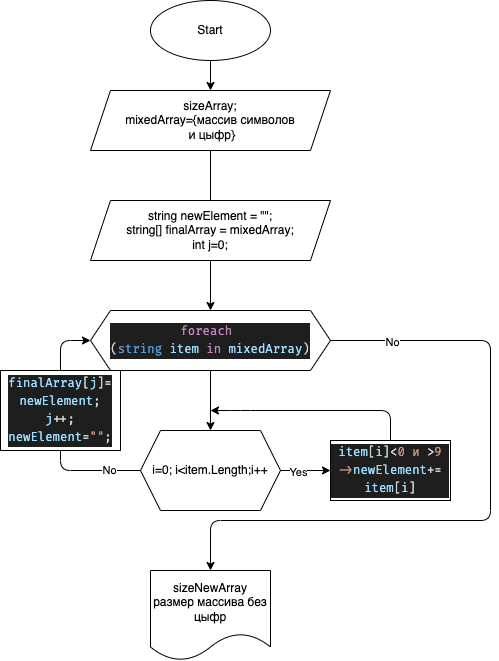 Start
sizeArray;
mixedArray={массив символов
и цыфр}
string newElement = "";
string[] finalArray = mixedArray;
int j=0;
foreach
(string item in mixedArray)
No
finalArray[j]=
newElement;
j++;
newElement="";
No
i=0; i<item.Length;i++
Yes
item[i]<0 и >9
->newElement+=
item[i]
sizeNewArray
размер массива без
цыфр